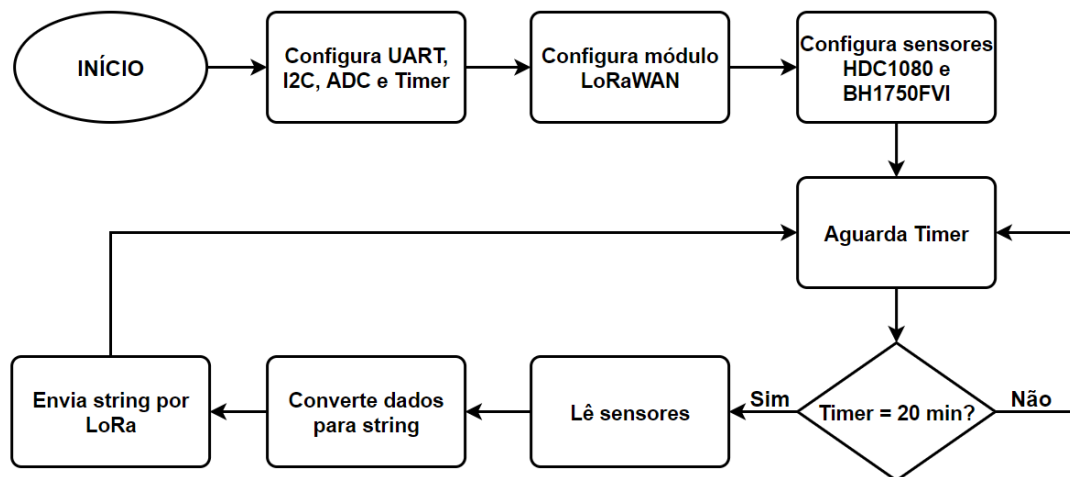 INÍCIO
Configura UART,
I2C, ADC e Timer
Configura módulo
LoRaWAN
Configura sensores
HDC1080 e
BH1750FVI
Aguarda Timer
Timer = 20 min?
Sim
Não
Lê sensores
Converte dados
para string
Envia string por
LoRa